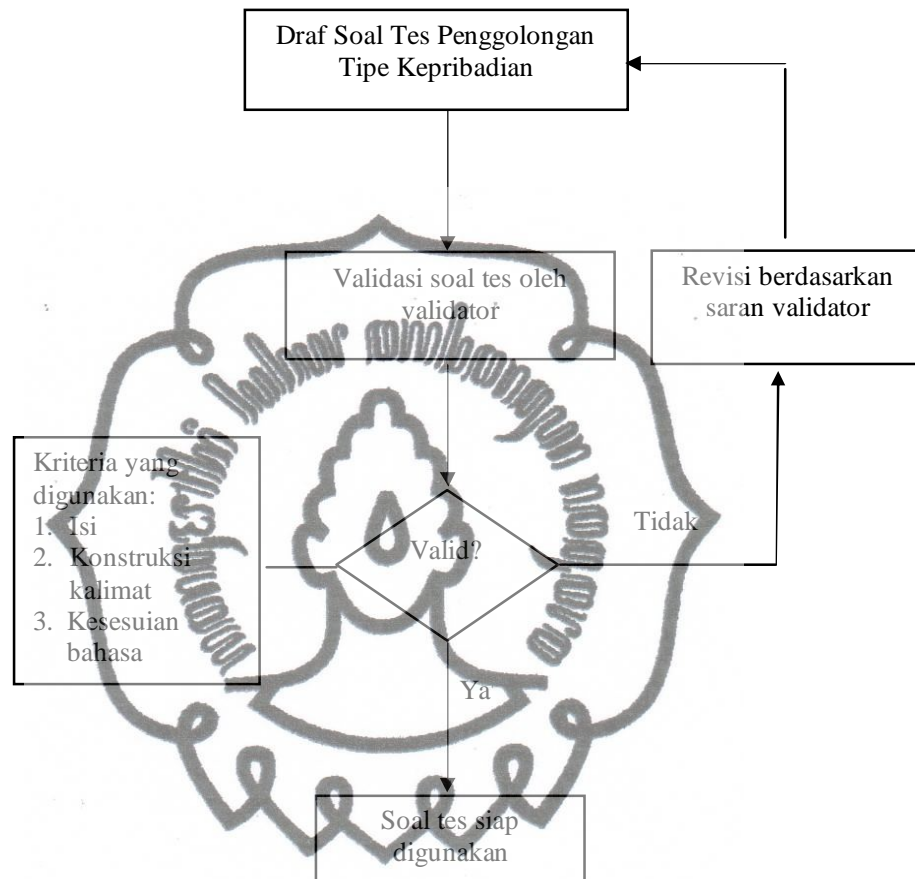 Draf Soal Tes Penggolongan
Tipe Kepribadian
Validasi soal tes oleh
validator
Revisi berdasarkan
saran validator
Kriteria yang
digunakan:
1. Isi
2. Konstruksi
kalimat
3. Kesesuian
bahasa
Valid?
Tidak
Ya
Soal tes siap
digunakan